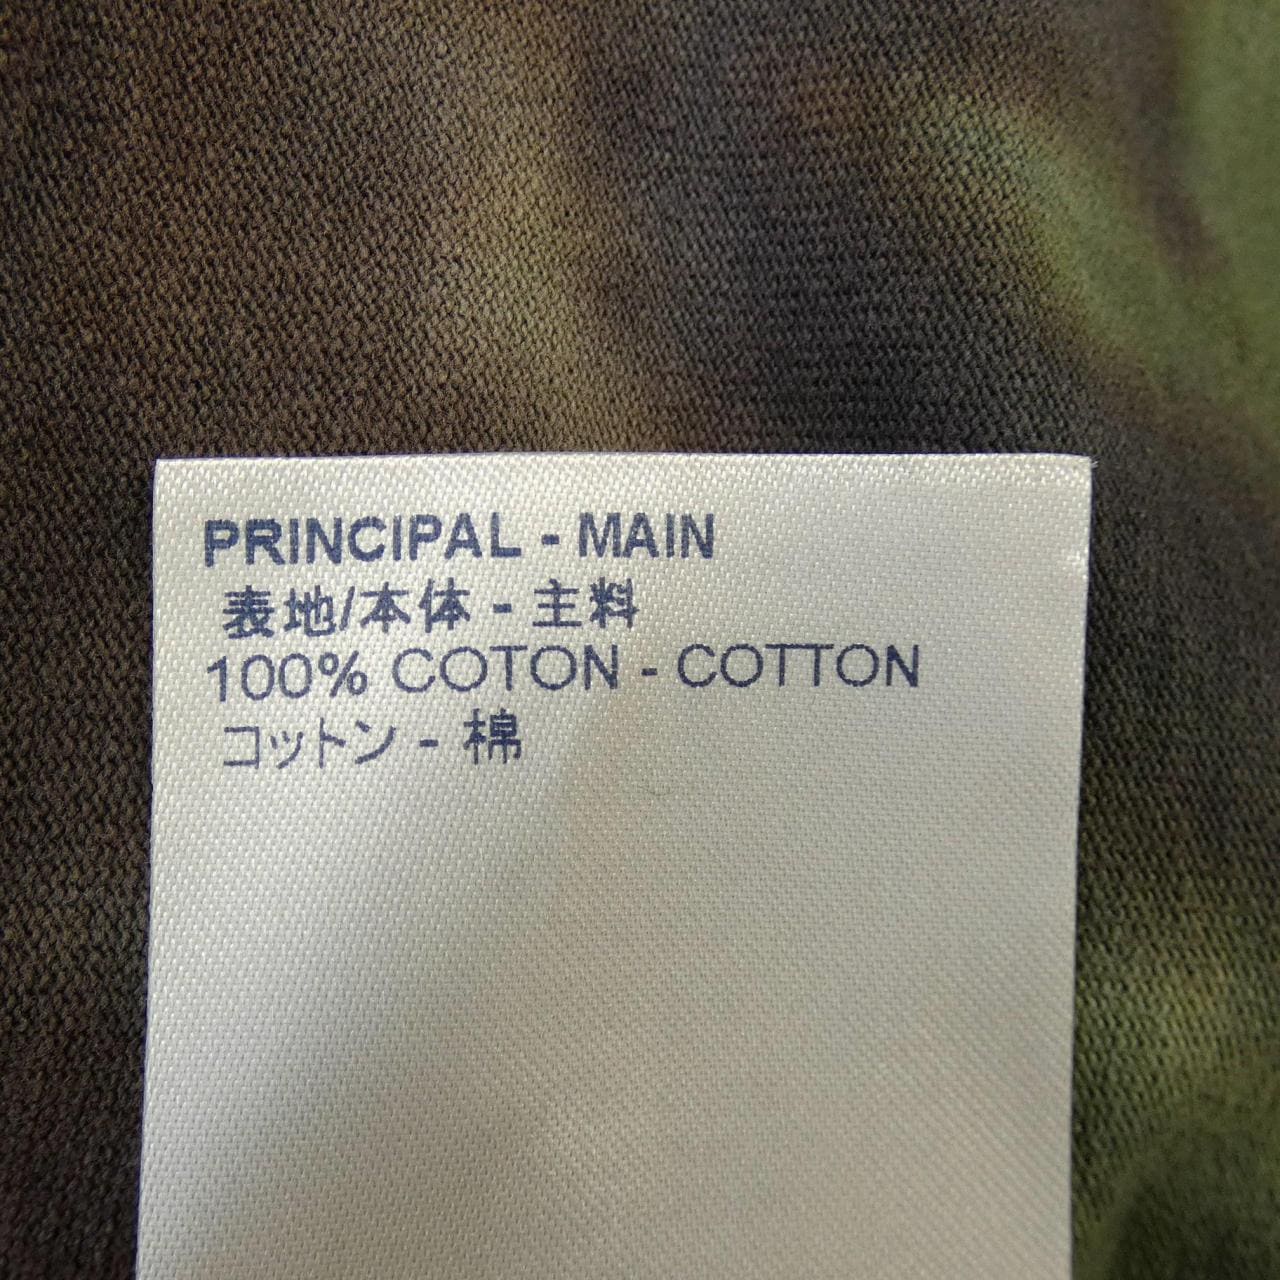 PRINCIPAL - MAIN
表地/本体 - 主料
100% COTON - COTTON
コットン - 棉